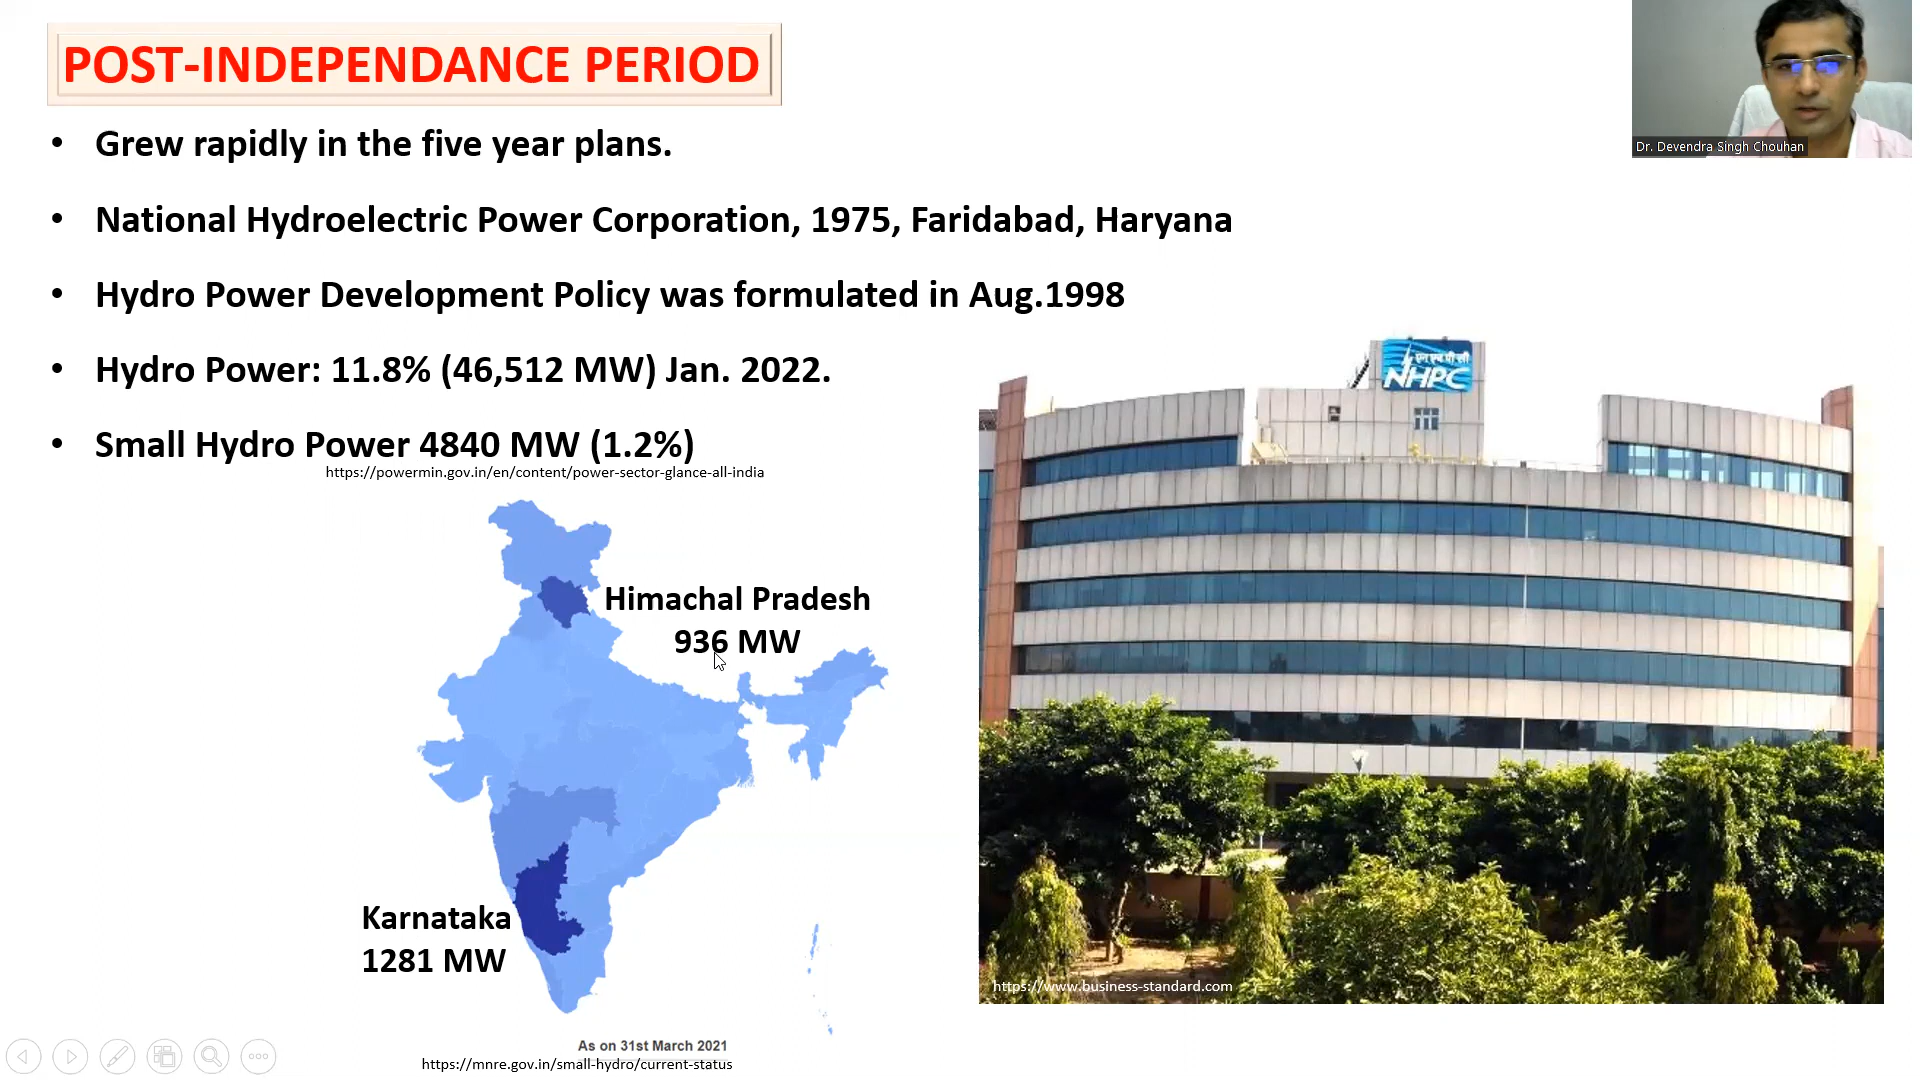 POST-INDEPENDANCE PERIOD
Dr. Devendra Singh Chouhan
• Grew rapidly in the five year plans.
• National Hydroelectric Power Corporation, 1975, Faridabad, Haryana
• Hydro Power Development Policy was formulated in Aug.1998
• Hydro Power: 11.8% (46,512 MW) Jan. 2022.
• Small Hydro Power 4840 MW (1.2%)
https://powermin.gov.in/en/content/power-sector-glance-all-india
एन एच पी सी
NHPC
Himachal Pradesh
936 MW
Karnataka
1281 MW
https://www.business-standard.com
As on 31st March 2021
https://mnre.gov.in/small-hydro/current-status